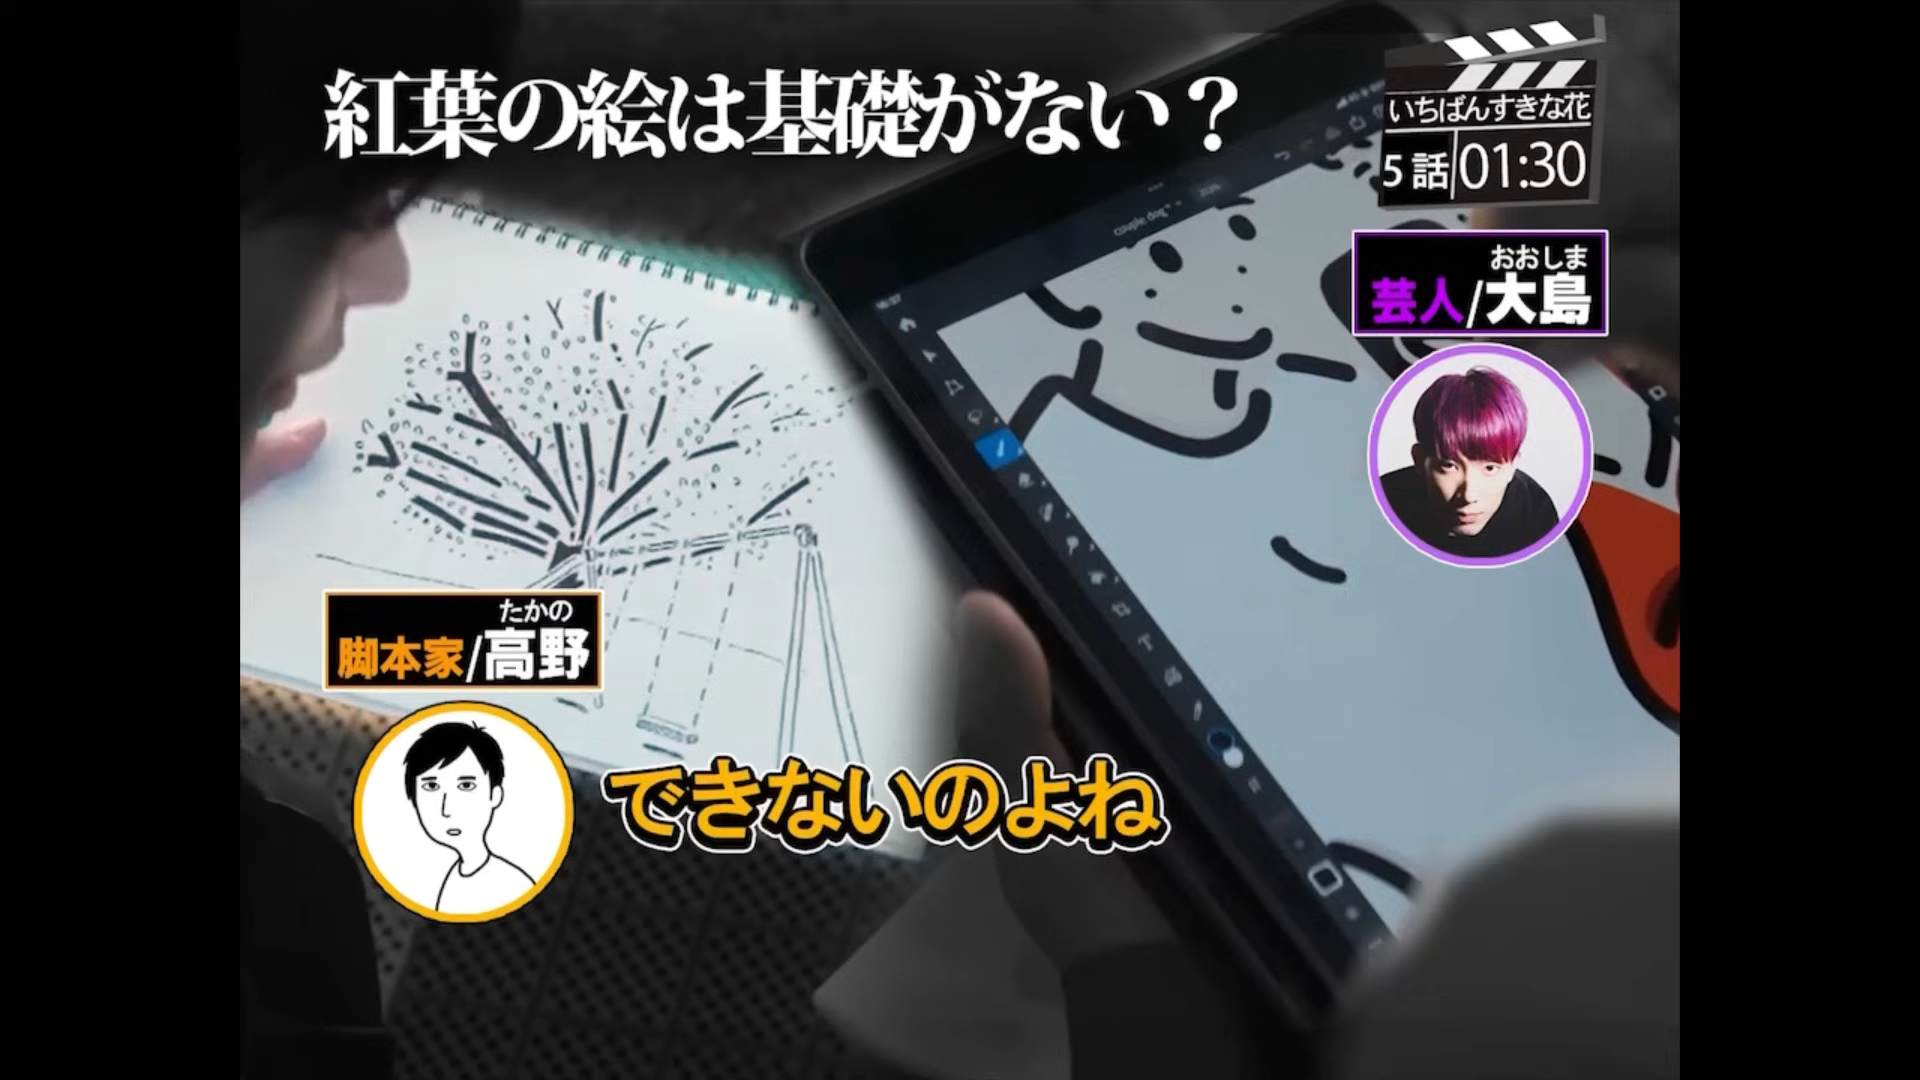 紅葉の絵は基礎がない？
いちばんすきな花
5話 01:30
おおしま
芸人/大島
couple dog
たかの
脚本家/高野
できないのよね